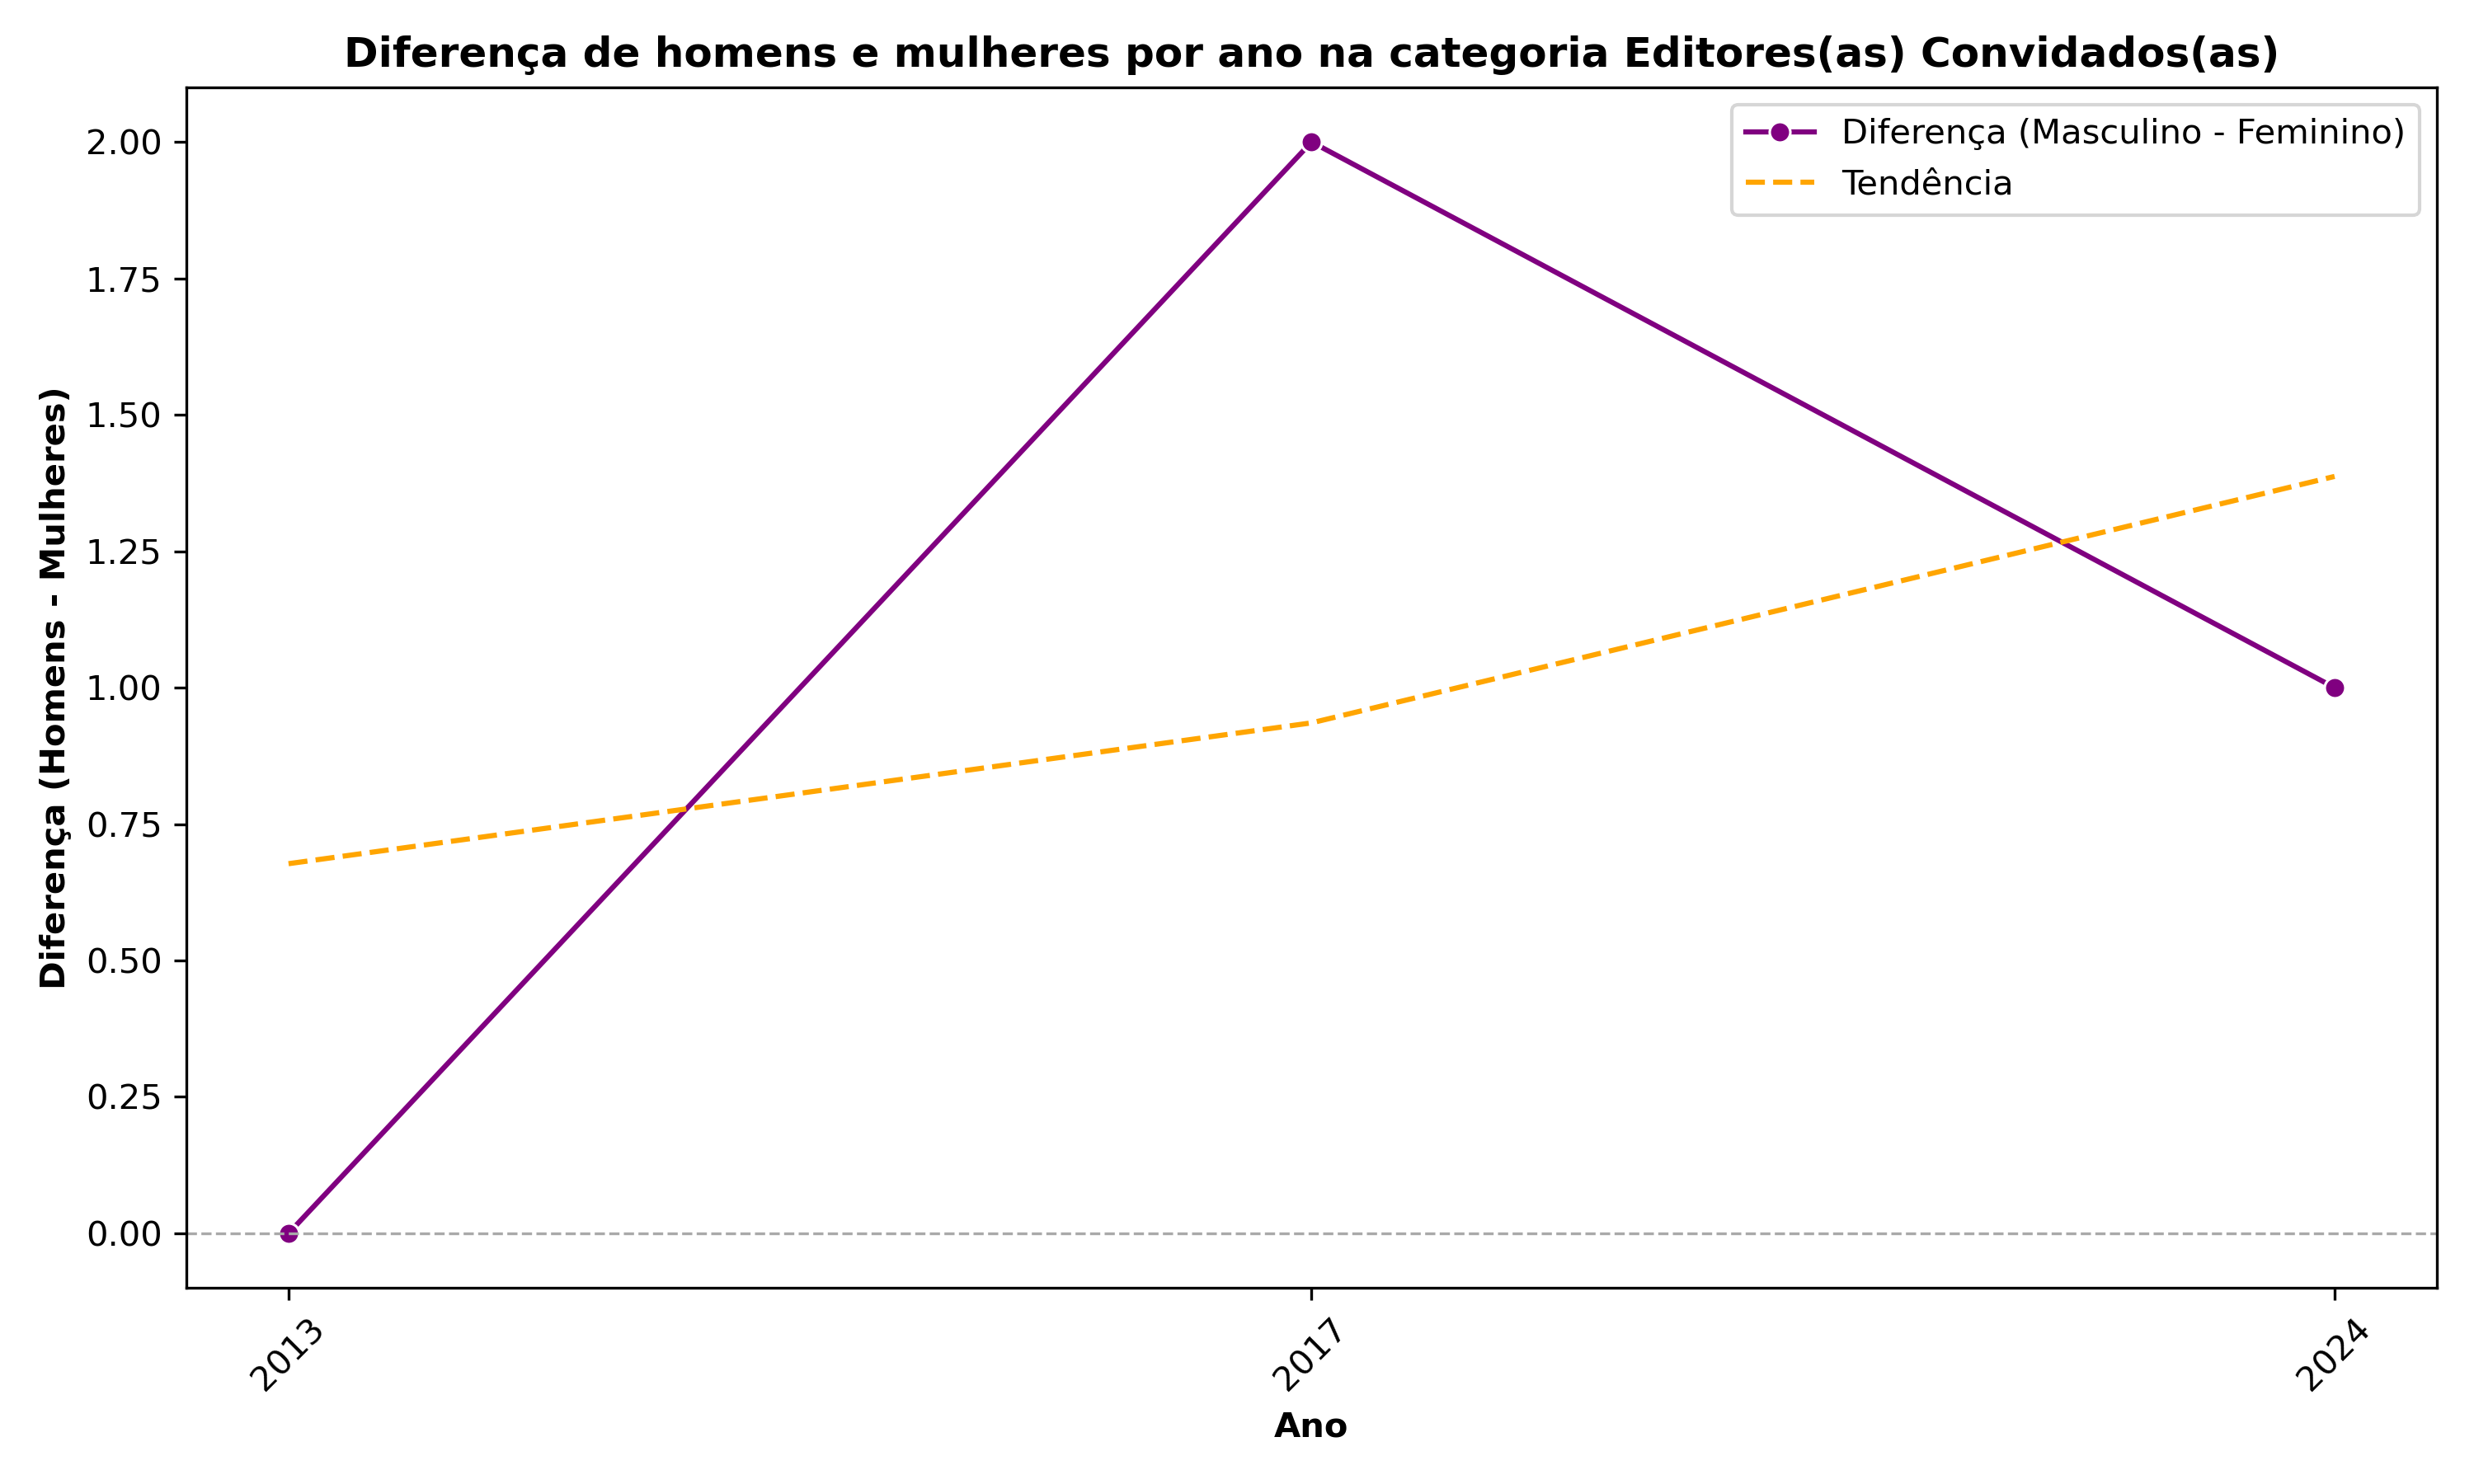 Diferença de homens e mulheres por ano na categoria Editores(as) Convidados(as)
Diferença (Masculino - Feminino)
Tendência
Diferença (Homens - Mulheres)
2.00
1.75
1.50
1.25
1.00
0.75
0.50
0.25
0.00
2013
2017
2024
Ano